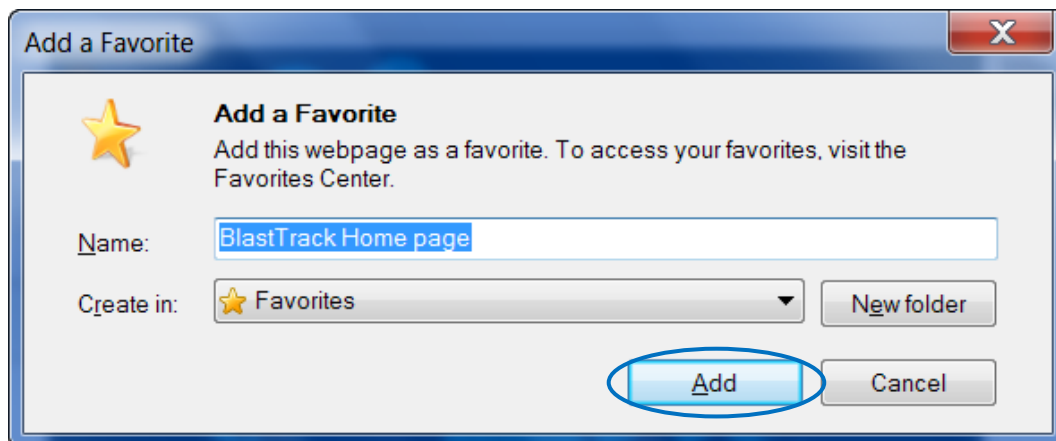 Add a Favorite
Add a Favorite
Add this webpage as a favorite. To access your favorites, visit the
Favorites Center.
Name: BlastTrack Home page
Create in: Favorites New folder
Add Cancel